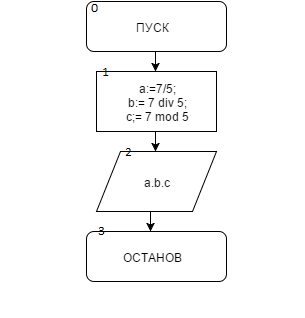 0
ПУСК
1
a:=7/5;
b:= 7 div 5;
c;= 7 mod 5
2
a.b.c
3
ОСТАНОВ